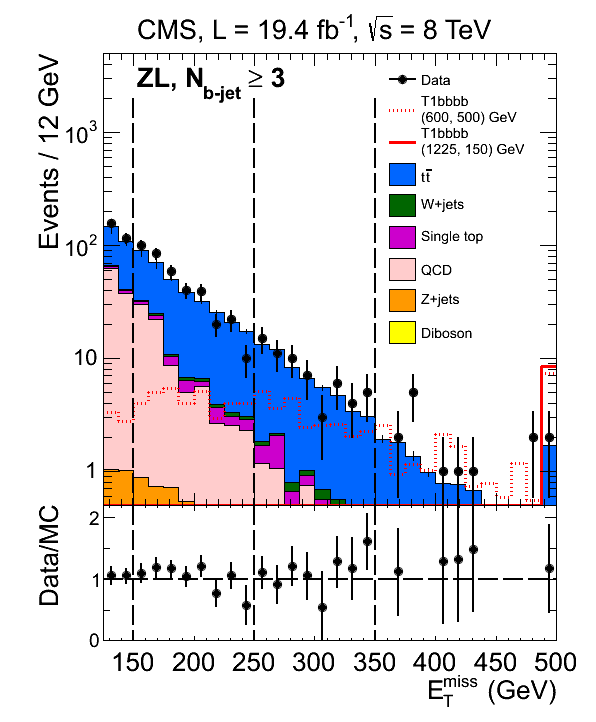 CMS, L = 19.4 fb⁻¹, √s = 8 TeV
ZL, N_b-jet ≥ 3
Events / 12 GeV
10³
10²
10
1
Data
T1bbbb
(600, 500) GeV
T1bbbb
(1225, 150) GeV
tt̄
W+jets
Single top
QCD
Z+jets
Diboson
Data/MC
2
1
0
150 200 250 300 350 400 450 500
E_T^miss (GeV)